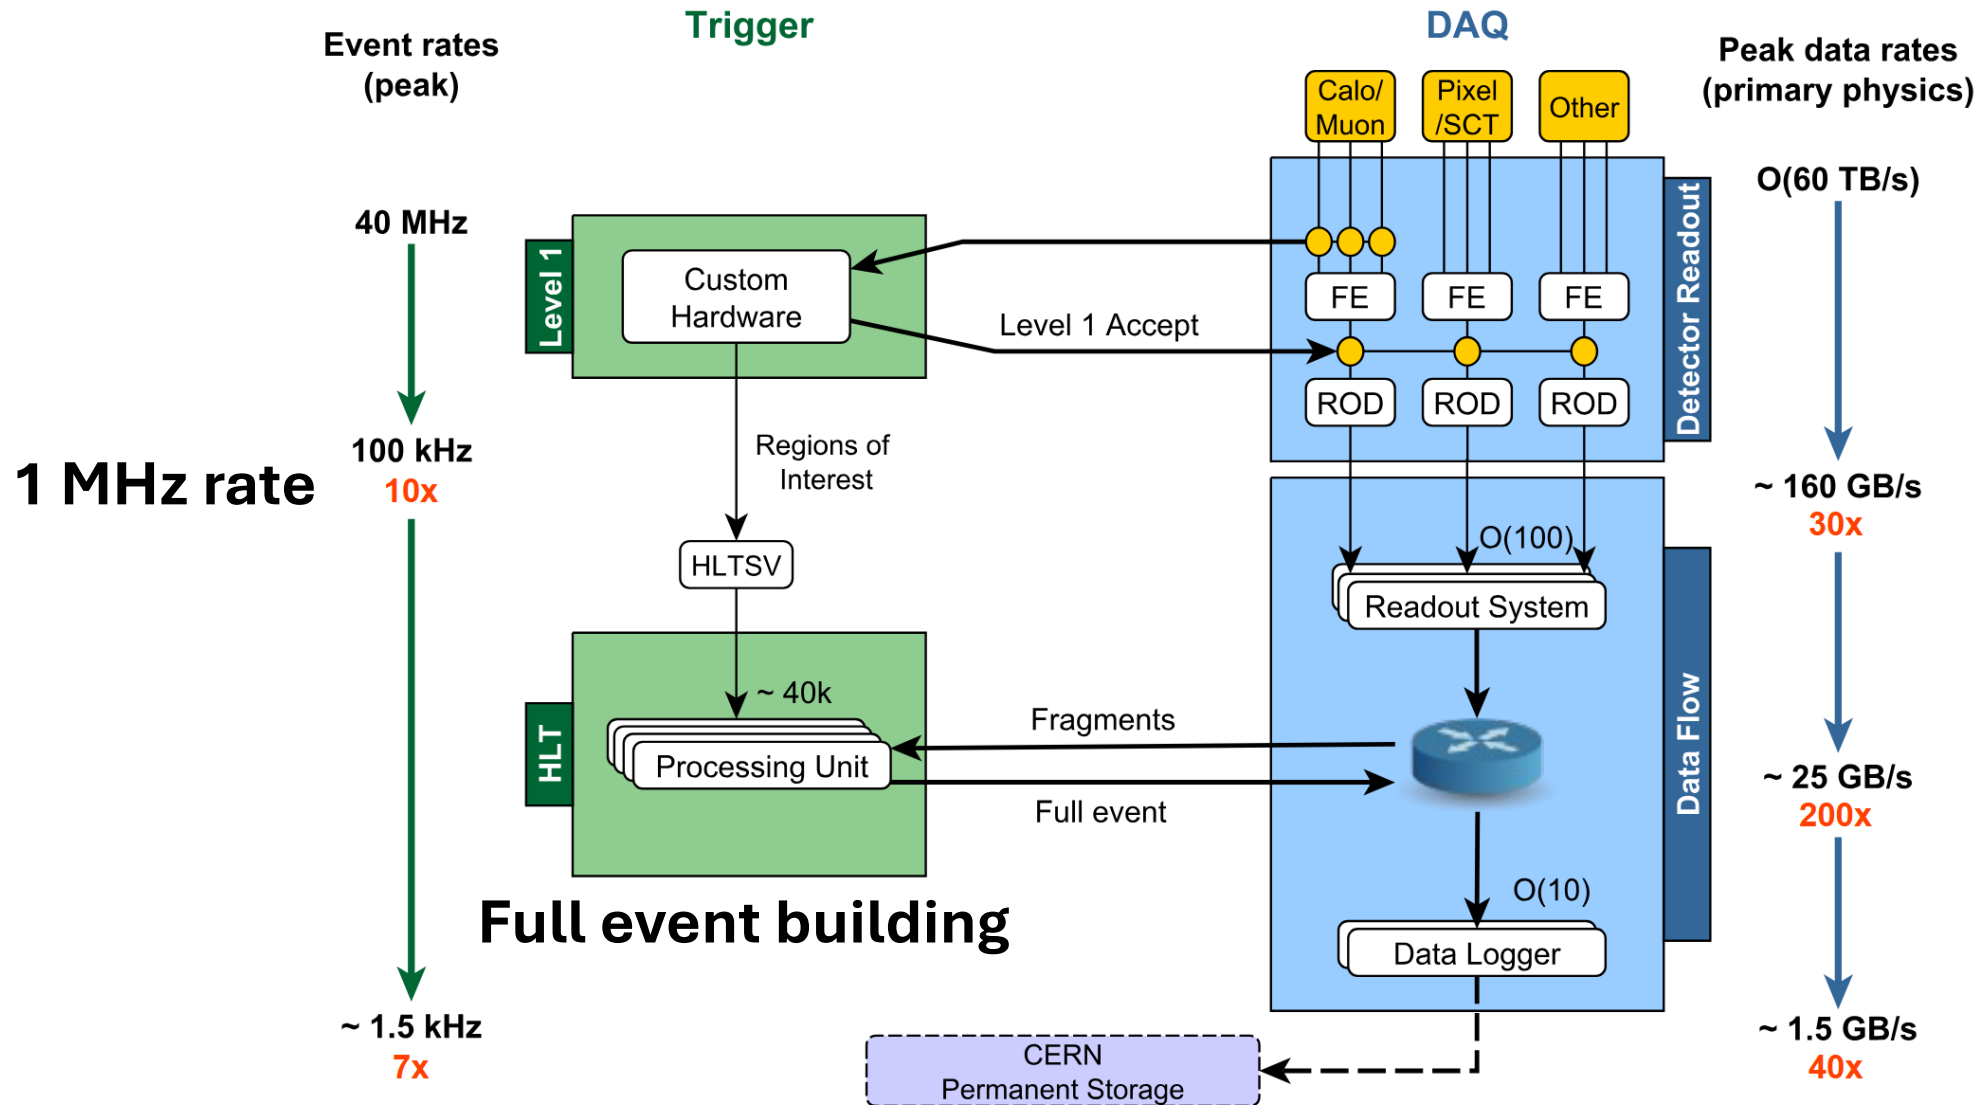 Trigger
DAQ
Event rates
(peak)
Peak data rates
(primary physics)
Calo/
Muon
Pixel
/SCT
Other
O(60 TB/s)
40 MHz
Level 1
Custom
Hardware
FE
FE
FE
Detector Readout
Level 1 Accept
ROD
ROD
ROD
100 kHz
10x
1 MHz rate
Regions of
Interest
~ 160 GB/s
30x
HLTSV
O(100)
Readout System
~ 40k
HLT
Processing Unit
Fragments
Full event
Data Flow
~ 25 GB/s
200x
Full event building
O(10)
Data Logger
~ 1.5 kHz
7x
CERN
Permanent Storage
~ 1.5 GB/s
40x